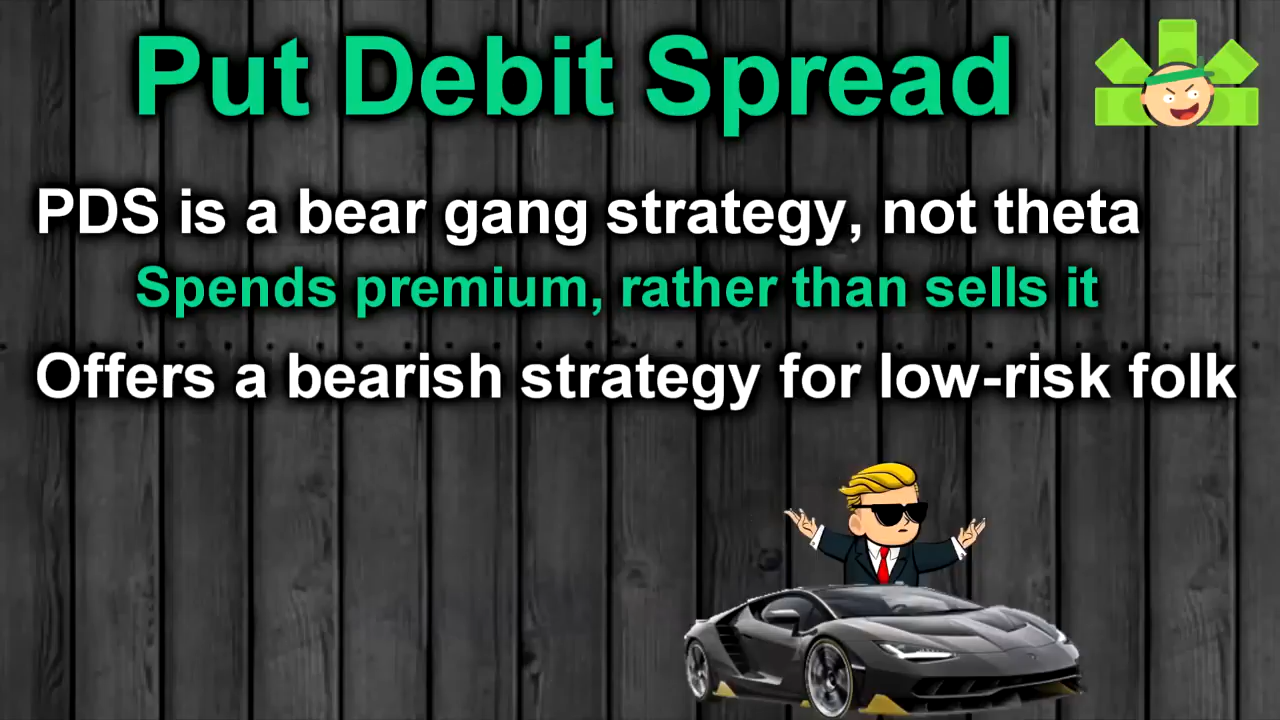 Put Debit Spread
PDS is a bear gang strategy, not theta
Spends premium, rather than sells it
Offers a bearish strategy for low-risk folk